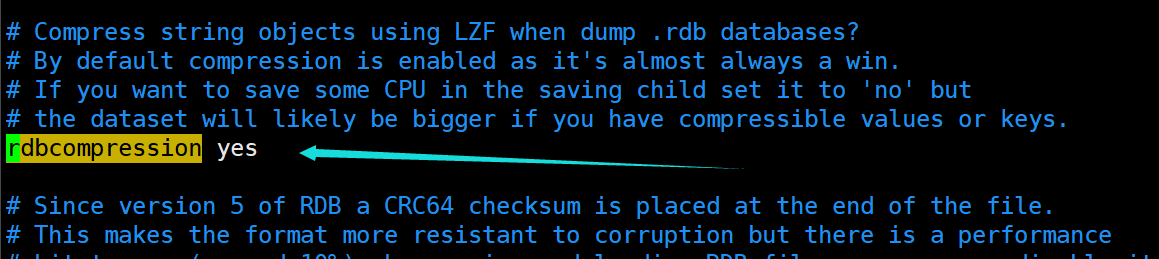 # Compress string objects using LZF when dump .rdb databases?
# By default compression is enabled as it's almost always a win.
# If you want to save some CPU in the saving child set it to 'no' but
# the dataset will likely be bigger if you have compressible values or keys.
rdbcompression yes
# Since version 5 of RDB a CRC64 checksum is placed at the end of the file.
# This makes the format more resistant to corruption but there is a performance